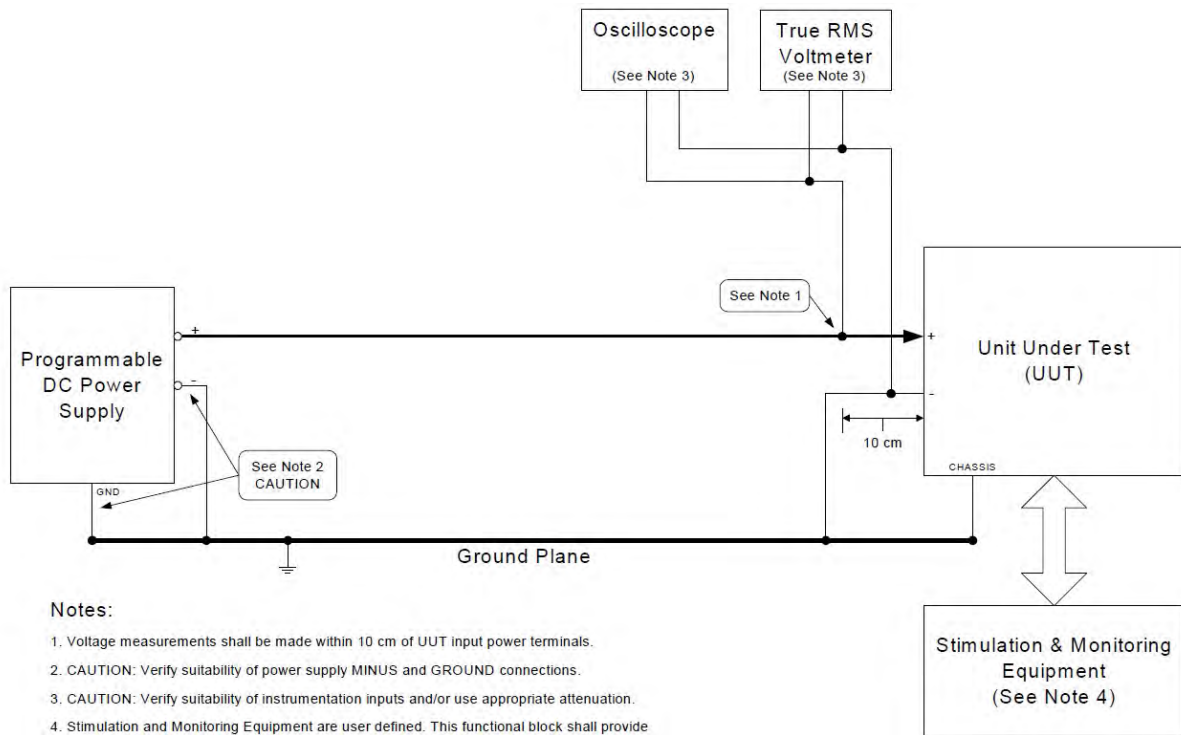 Oscilloscope
(See Note 3)
True RMS
Voltmeter
(See Note 3)
See Note 1
Programmable
DC Power
Supply
+
-
GND
See Note 2
CAUTION
+
-
Unit Under Test
(UUT)
10 cm
CHASSIS
Ground Plane
Stimulation & Monitoring
Equipment
(See Note 4)
Notes:
1. Voltage measurements shall be made within 10 cm of UUT input power terminals.
2. CAUTION: Verify suitability of power supply MINUS and GROUND connections.
3. CAUTION: Verify suitability of instrumentation inputs and/or use appropriate attenuation.
4. Stimulation and Monitoring Equipment are user defined. This functional block shall provide